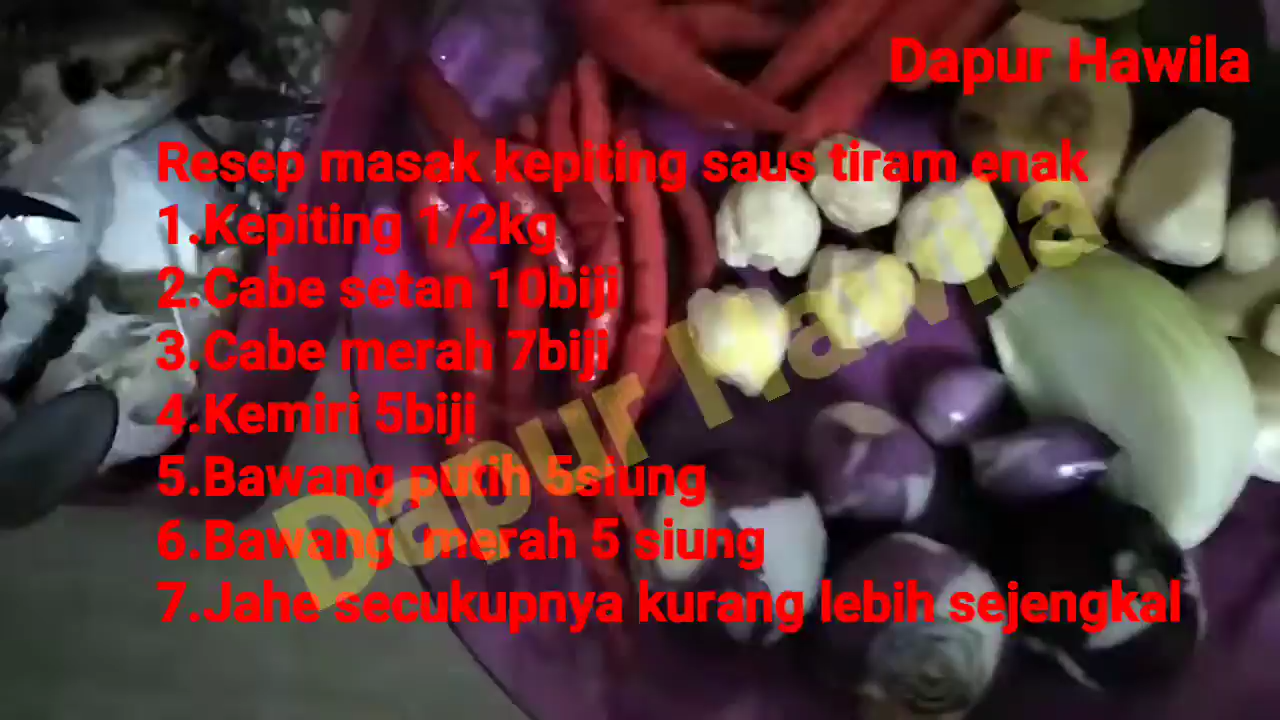 Dapur Hawila
Resep masak kepiting saus tiram enak
1.Kepiting 1/2kg
2.Cabe setan 10biji
3.Cabe merah 7biji
4.Kemiri 5biji
5.Bawang putih 5siung
6.Bawang  merah 5 siung
7.Jahe secukupnya kurang lebih sejengkal
Dapur Hawila